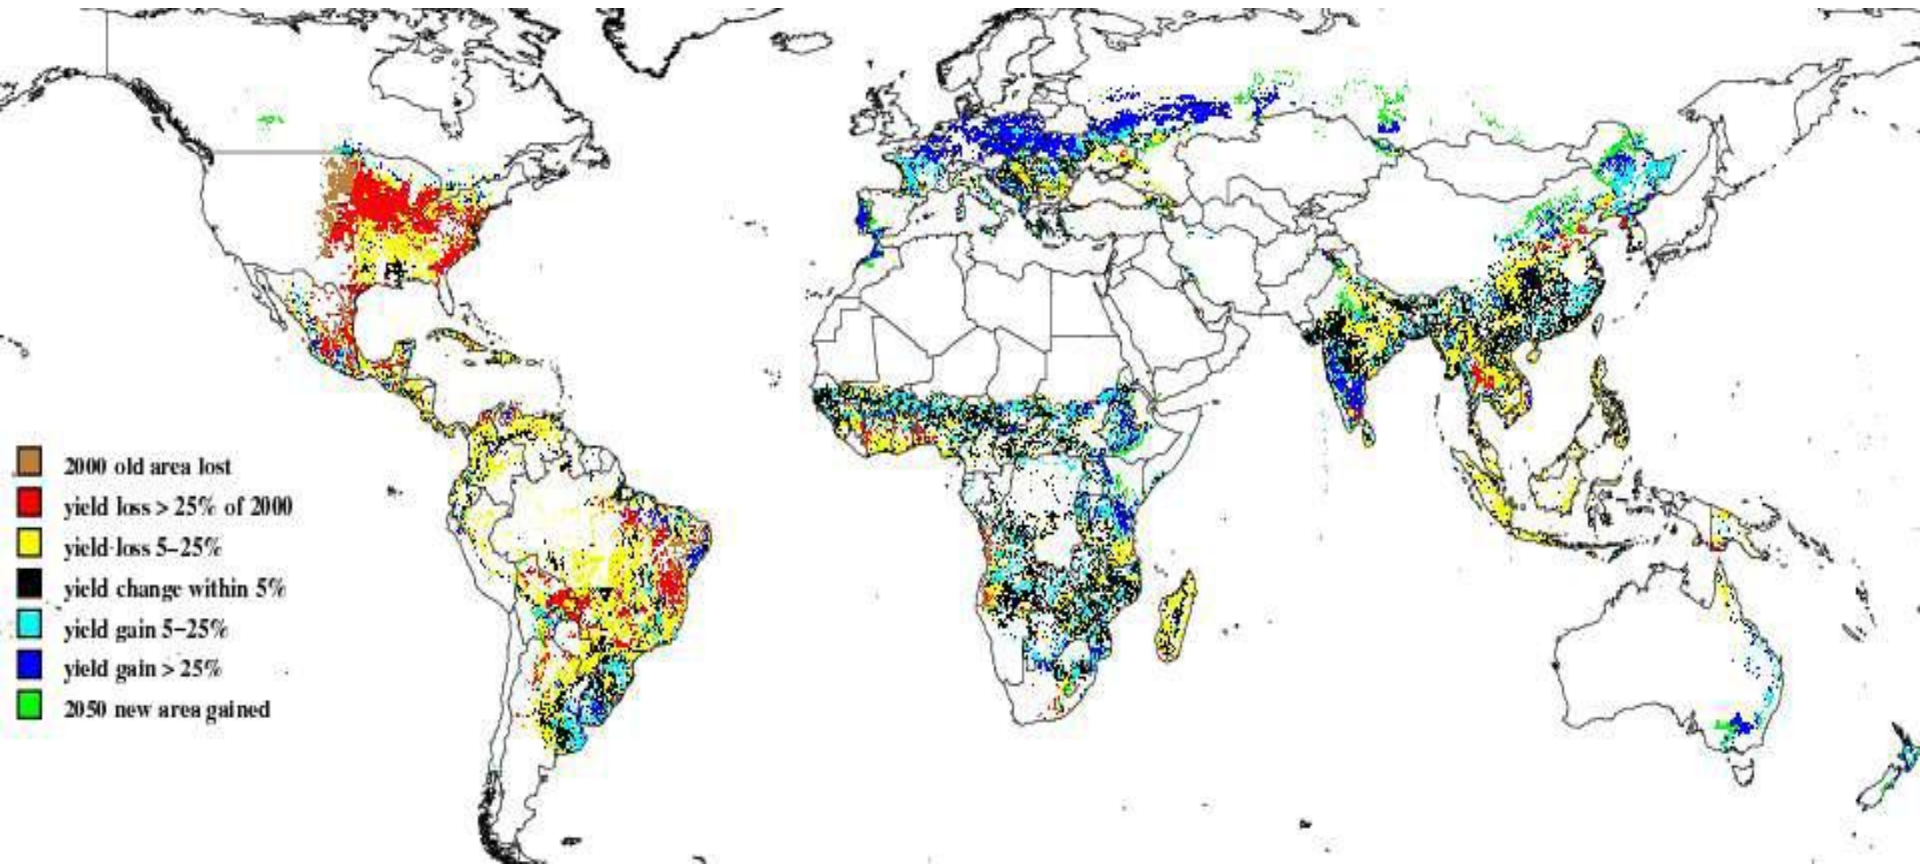 2000 old area lost
yield loss > 25% of 2000
yield loss 5-25%
yield change within 5%
yield gain 5-25%
yield gain > 25%
2050 new area gained